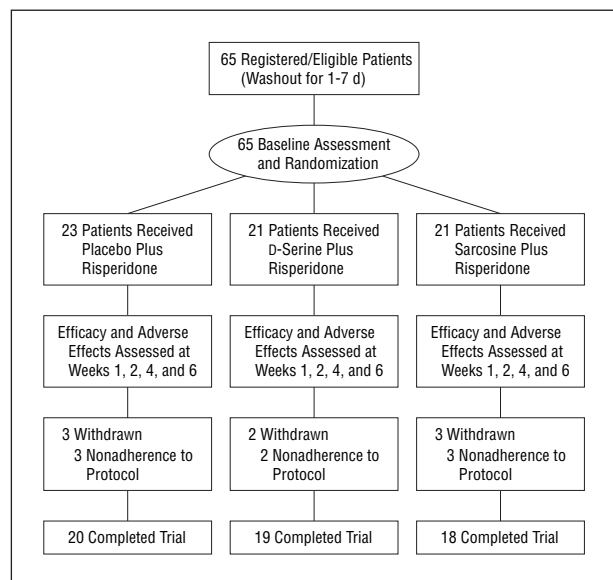 65 Registered/Eligible Patients
(Washout for 1-7 d)
65 Baseline Assessment
and Randomization
23 Patients Received
Placebo Plus
Risperidone
21 Patients Received
D-Serine Plus
Risperidone
21 Patients Received
Sarcosine Plus
Risperidone
Efficacy and Adverse
Effects Assessed at
Weeks 1, 2, 4, and 6
Efficacy and Adverse
Effects Assessed at
Weeks 1, 2, 4, and 6
Efficacy and Adverse
Effects Assessed at
Weeks 1, 2, 4, and 6
3 Withdrawn
3 Nonadherence to
Protocol
2 Withdrawn
2 Nonadherence to
Protocol
3 Withdrawn
3 Nonadherence to
Protocol
20 Completed Trial
19 Completed Trial
18 Completed Trial